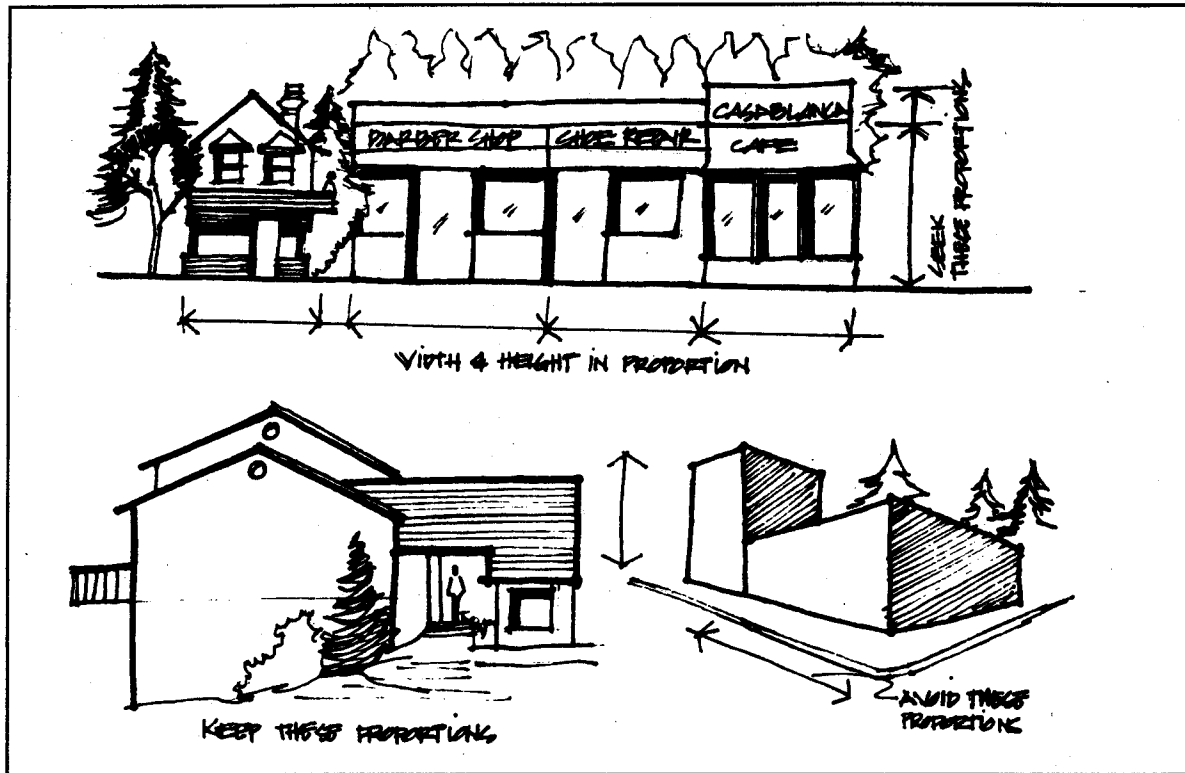 CASABLANCA
BARBER SHOP
SHOE REPAIR
CAFE
SEEK
THESE PROPORTIONS
WIDTH & HEIGHT IN PROPORTION
KEEP THESE PROPORTIONS
AVOID THESE
PROPORTIONS